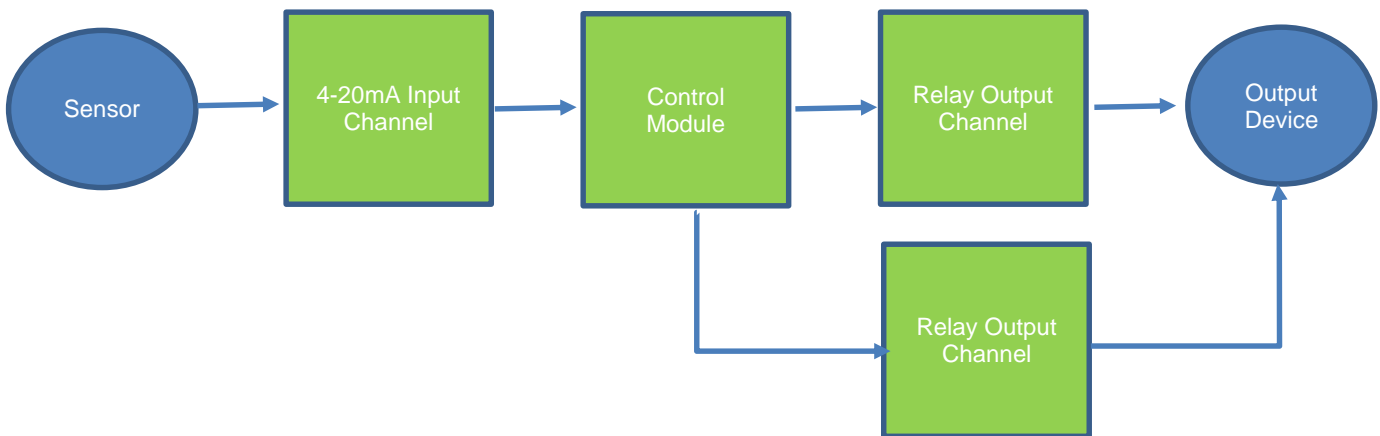 Sensor
4-20mA Input
Channel
Control
Module
Relay Output
Channel
Output
Device
Relay Output
Channel